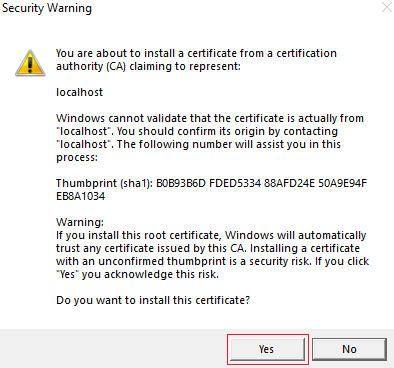 Security Warning
You are about to install a certificate from a certification
authority (CA) claiming to represent:
localhost
Windows cannot validate that the certificate is actually from
"localhost". You should confirm its origin by contacting
"localhost". The following number will assist you in this
process:
Thumbprint (sha1): B0B93B6D FDED5334 88AFD24E 50A9E94F
EB8A1034
Warning:
If you install this root certificate, Windows will automatically
trust any certificate issued by this CA. Installing a certificate
with an unconfirmed thumbprint is a security risk. If you click
"Yes" you acknowledge this risk.
Do you want to install this certificate?
Yes
No